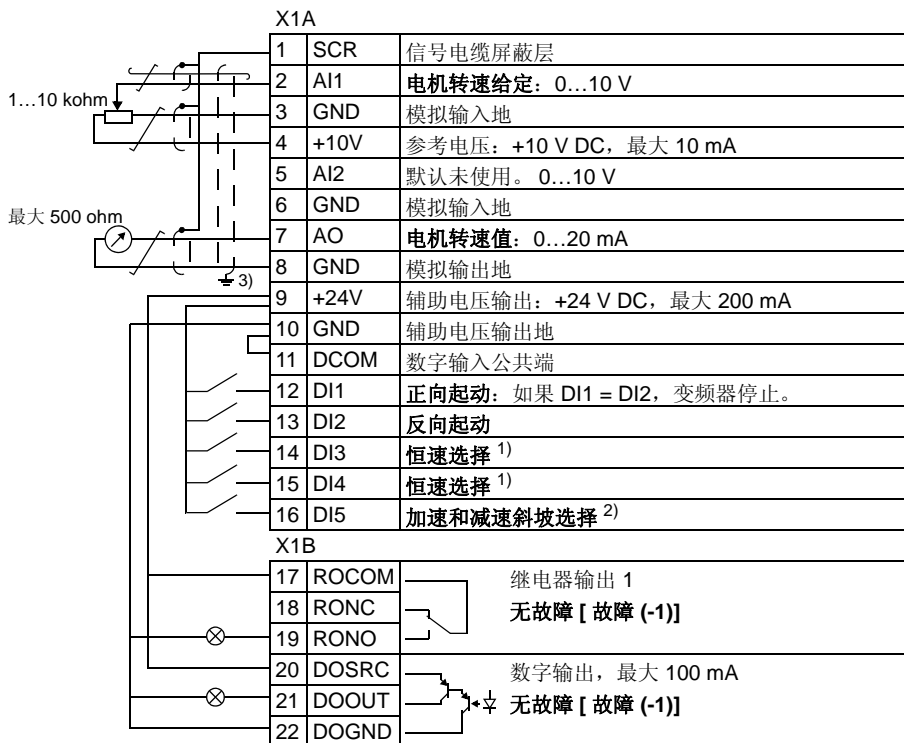 X1A
1 SCR 信号电缆屏蔽层
2 AI1 电机转速给定：0…10 V
1…10 kohm
3 GND 模拟输入地
4 +10V 参考电压：+10 V DC，最大 10 mA
5 AI2 默认未使用。 0…10 V
6 GND 模拟输入地
最大 500 ohm
7 AO 电机转速值：0…20 mA
8 GND 模拟输出地
3)
9 +24V 辅助电压输出：+24 V DC，最大 200 mA
10 GND 辅助电压输出地
11 DCOM 数字输入公共端
12 DI1 正向起动：如果 DI1 = DI2，变频器停止。
13 DI2 反向起动
14 DI3 恒速选择 1)
15 DI4 恒速选择 1)
16 DI5 加速和减速斜坡选择 2)
X1B
17 ROCOM 继电器输出 1
18 RONC 无故障 [ 故障 (-1)]
19 RONO
20 DOSRC 数字输出，最大 100 mA
21 DOOUT 无故障 [ 故障 (-1)]
22 DOGND